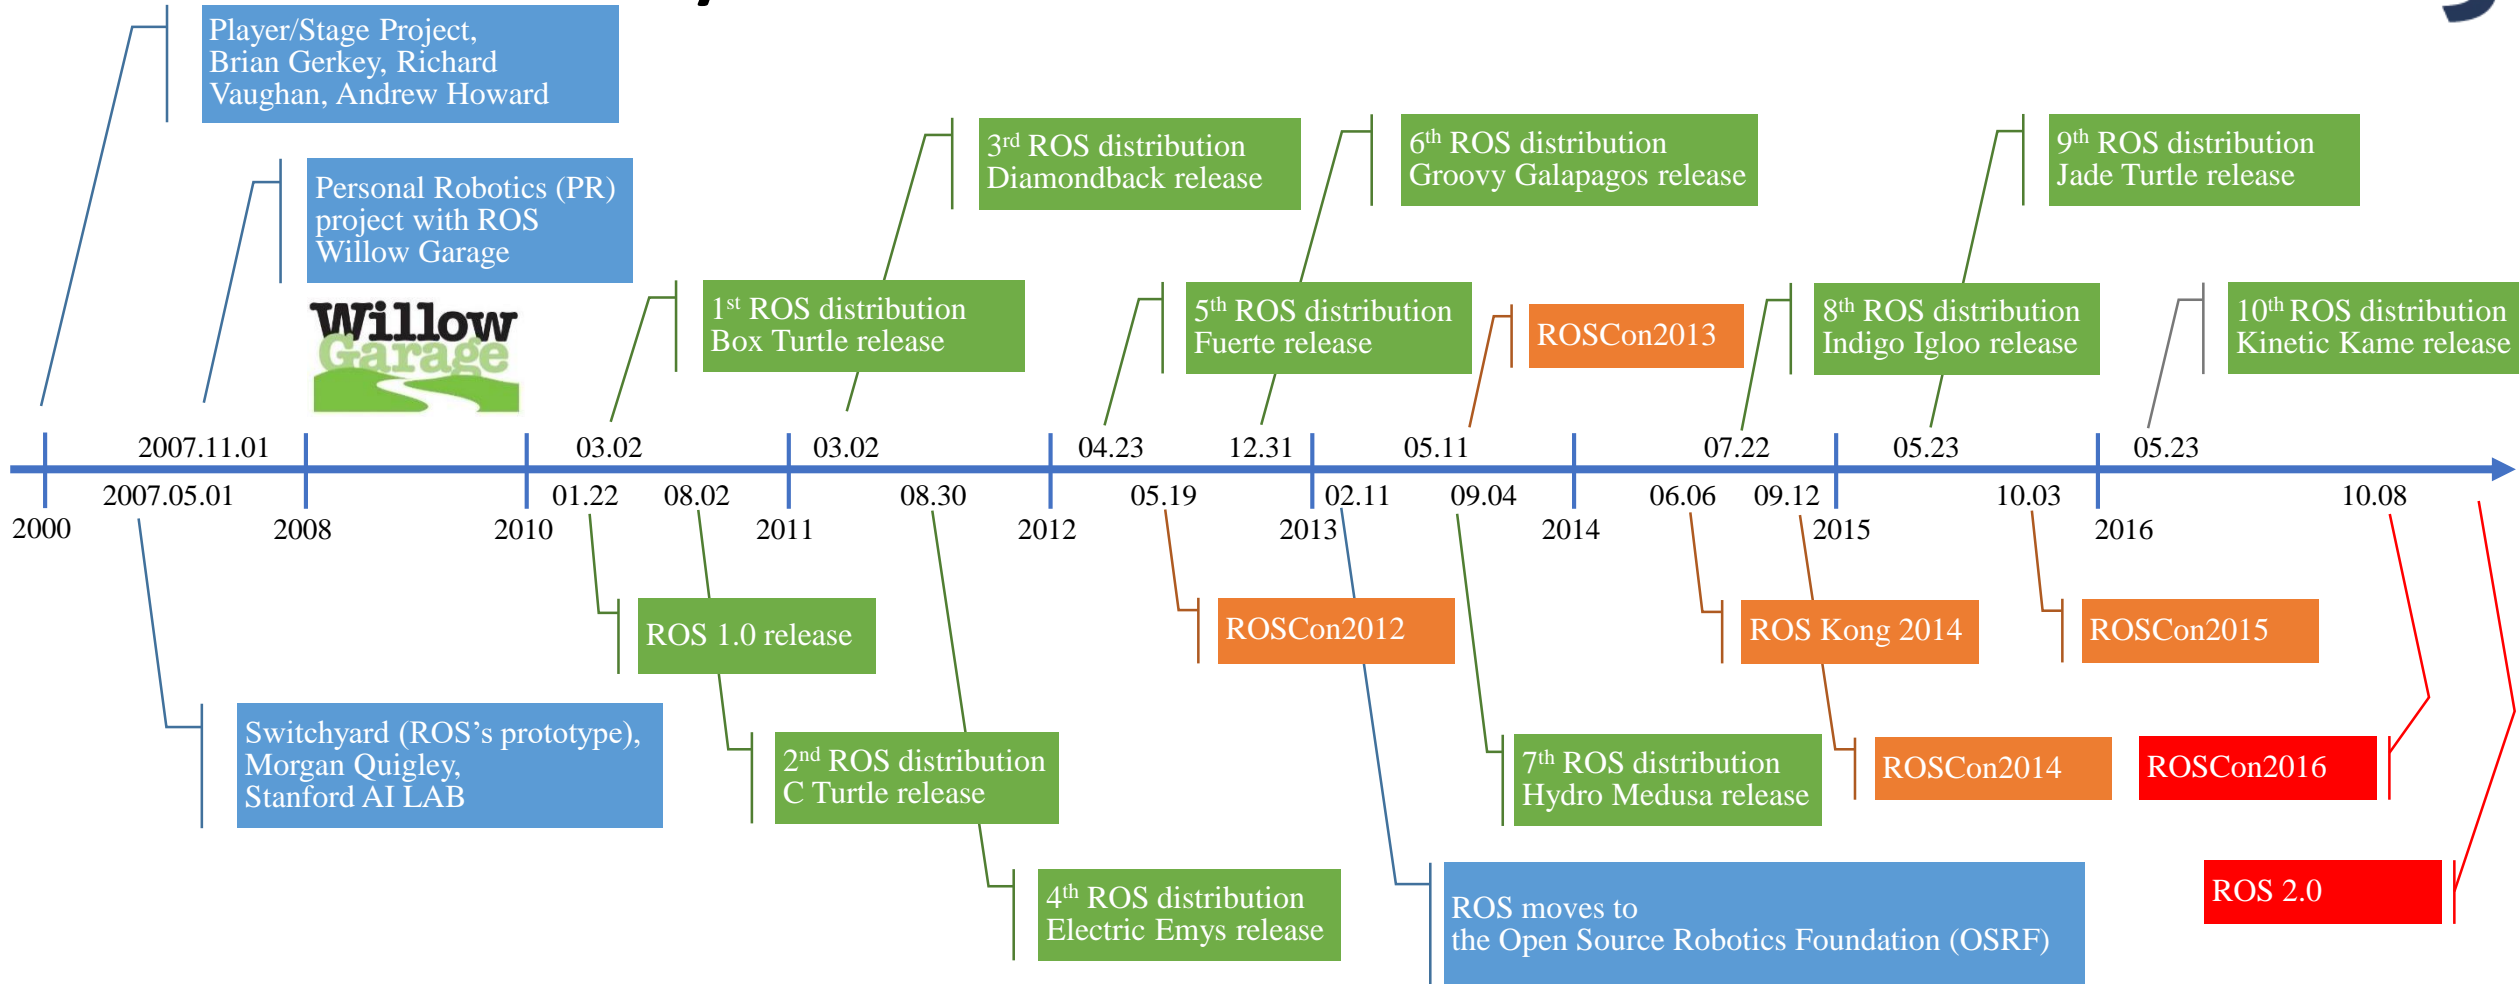 Player/Stage Project,
Brian Gerkey, Richard
Vaughan, Andrew Howard
Personal Robotics (PR)
project with ROS
Willow Garage
Willow
Garage
3rd ROS distribution
Diamondback release
6th ROS distribution
Groovy Galapagos release
9th ROS distribution
Jade Turtle release
1st ROS distribution
Box Turtle release
5th ROS distribution
Fuerte release
ROSCon2013
8th ROS distribution
Indigo Igloo release
10th ROS distribution
Kinetic Kame release
2007.11.01
03.02
03.02
04.23
12.31
05.11
07.22
05.23
05.23
2007.05.01
01.22
08.02
08.30
05.19
02.11
09.04
06.06
09.12
10.03
10.08
2000
2008
2010
2011
2012
2013
2014
2015
2016
ROS 1.0 release
ROSCon2012
ROS Kong 2014
ROSCon2015
Switchyard (ROS’s prototype),
Morgan Quigley,
Stanford AI LAB
2nd ROS distribution
C Turtle release
7th ROS distribution
Hydro Medusa release
ROSCon2014
ROSCon2016
4th ROS distribution
Electric Emys release
ROS moves to
the Open Source Robotics Foundation (OSRF)
ROS 2.0